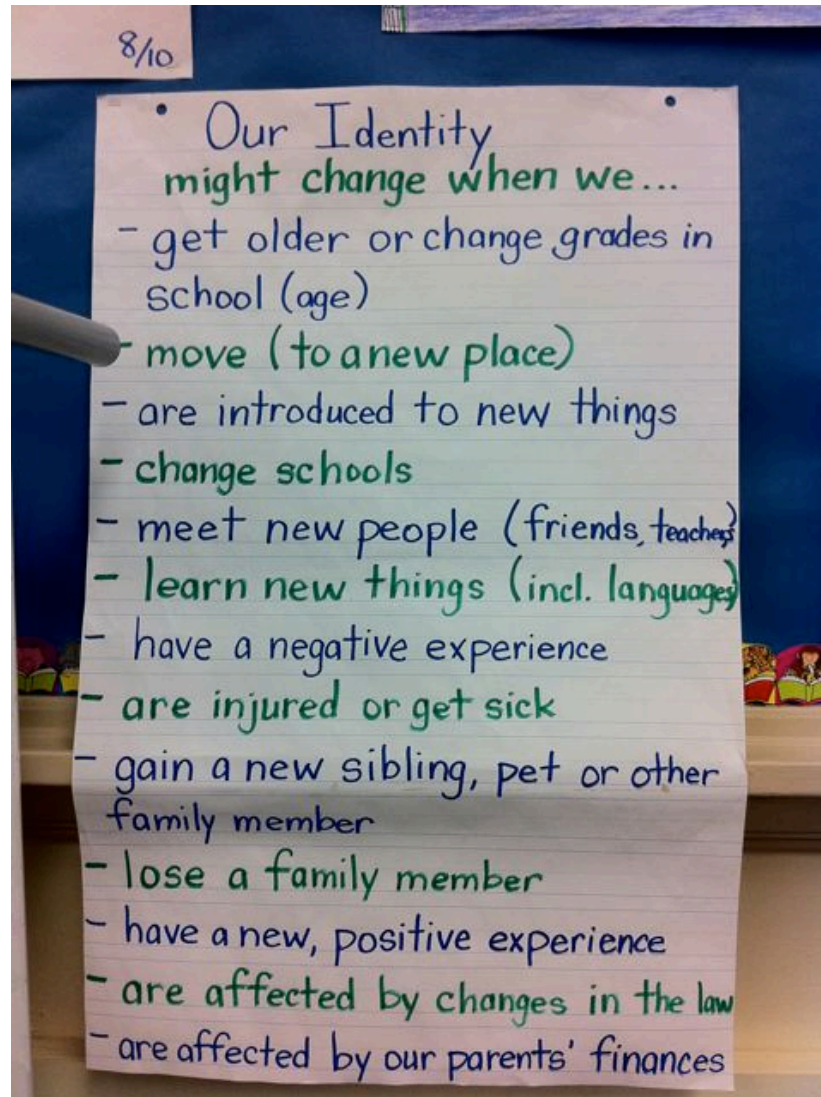 8/10
Our Identity
might change when we...
- get older or change grades in
school (age)
- move (to a new place)
- are introduced to new things
- change schools
- meet new people (friends, teachers)
- learn new things (incl. languages)
- have a negative experience
- are injured or get sick
- gain a new sibling, pet or other
family member
- lose a family member
- have a new, positive experience
- are affected by changes in the law
- are affected by our parents' finances